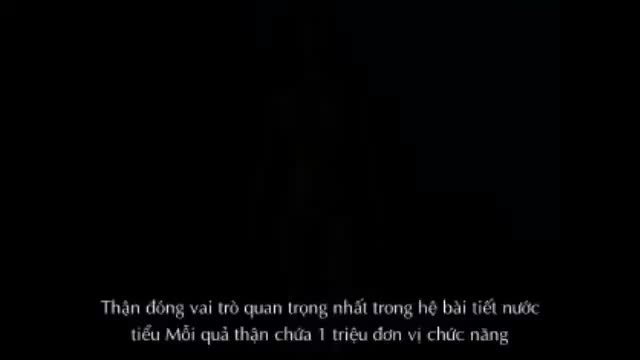 Thận đóng vai trò quan trọng nhất trong hệ bài tiết nước
tiểu Mỗi quả thận chứa 1 triệu đơn vị chức năng